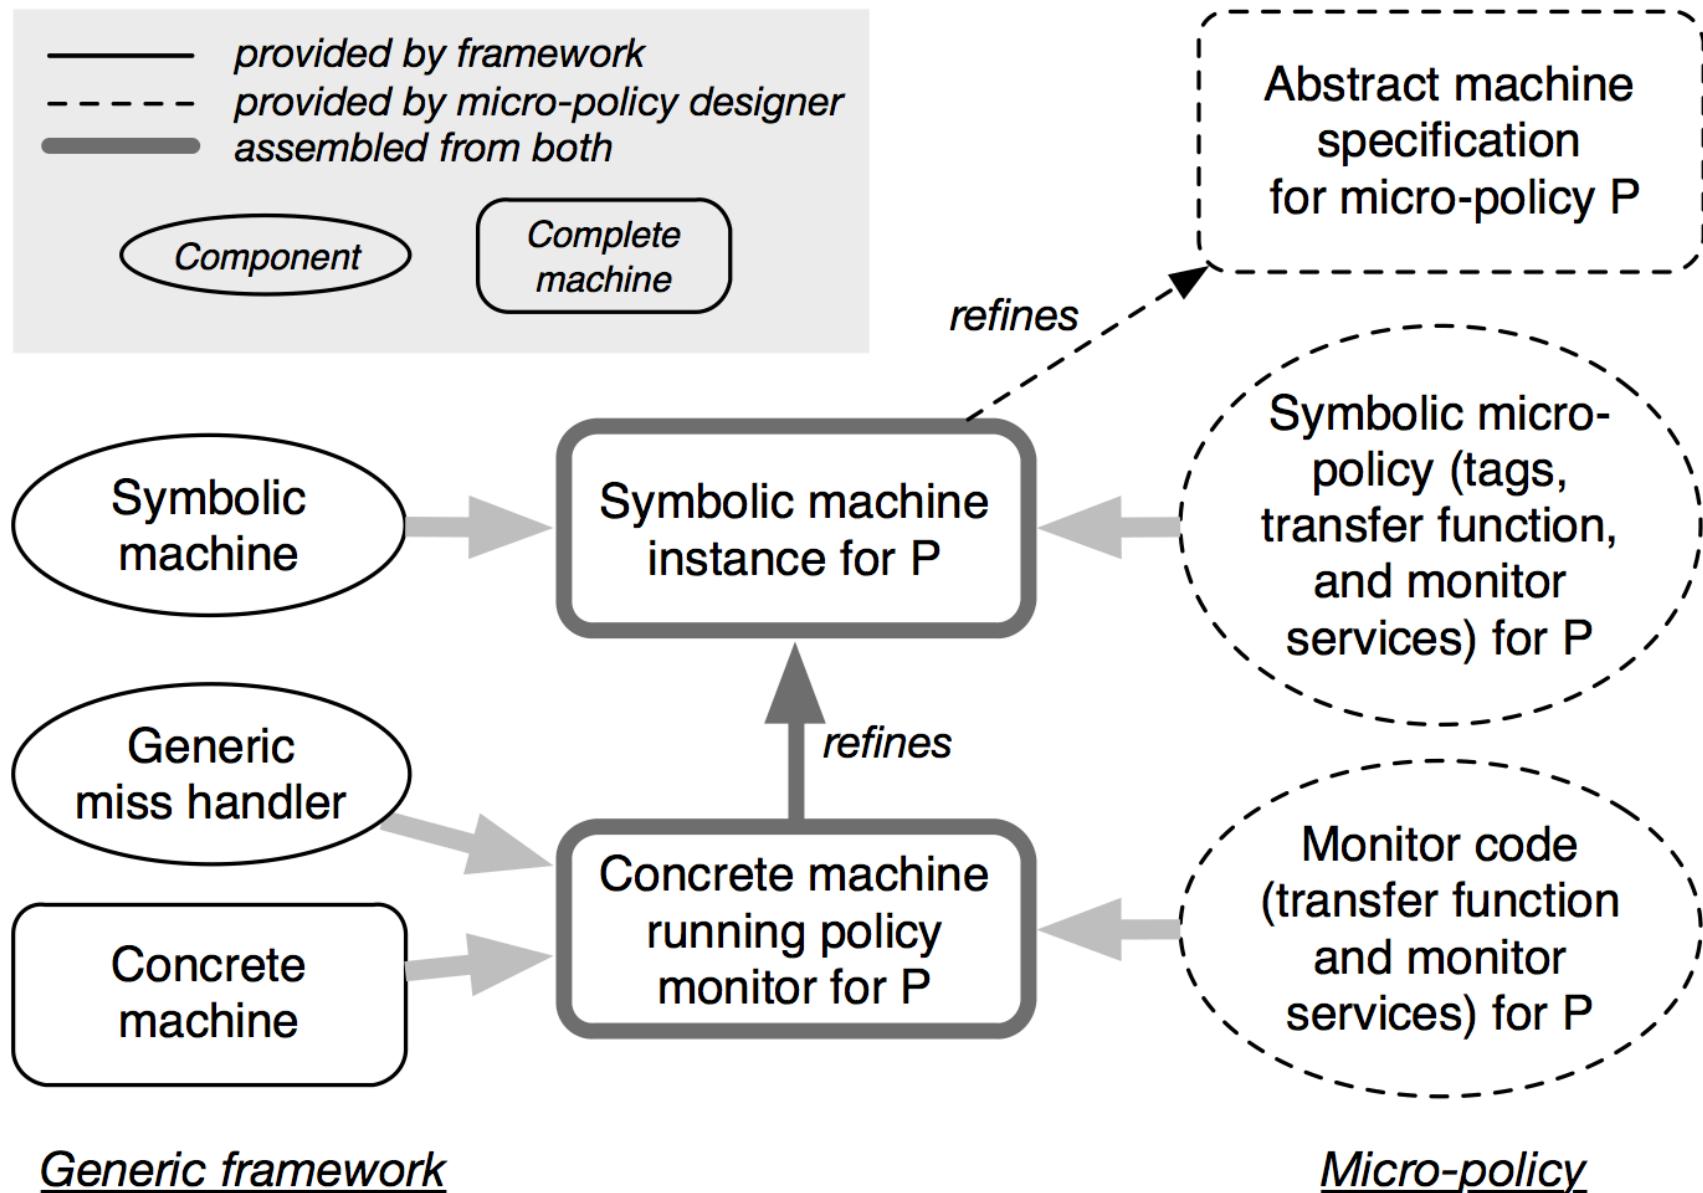 provided by framework
provided by micro-policy designer
assembled from both
Component
Complete
machine
Abstract machine
specification
for micro-policy P
refines
Symbolic
machine
Symbolic machine
instance for P
Symbolic micro-
policy (tags,
transfer function,
and monitor
services) for P
refines
Generic
miss handler
Concrete
machine
Concrete machine
running policy
monitor for P
Monitor code
(transfer function
and monitor
services) for P
Generic framework
Micro-policy